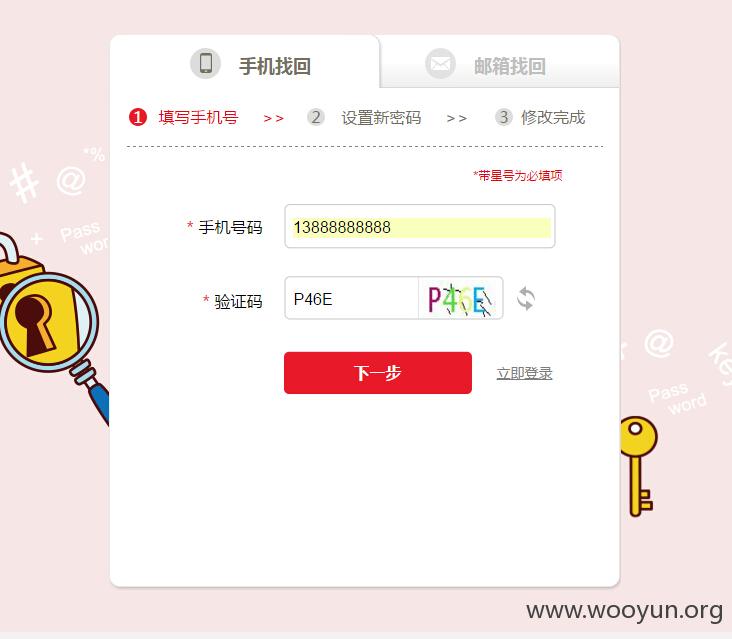 手机找回 邮箱找回
1 填写手机号 >> 2 设置新密码 >> 3 修改完成
*带星号为必填项
*%
# @
+ Pass
wor
* 手机号码 13888888888
* 验证码 P46E P46E
下一步 立即登录
@
Pass
word
www.wooyun.org